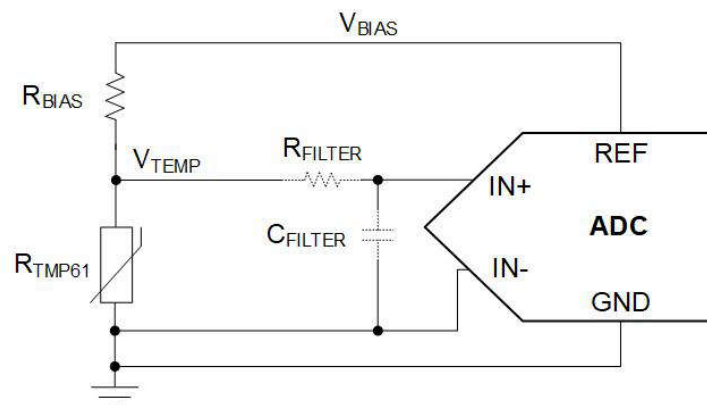 VBIAS
RBIAS
VTEMP
RFILTER
REF
IN+
CFILTER
ADC
RTMP61
IN-
GND